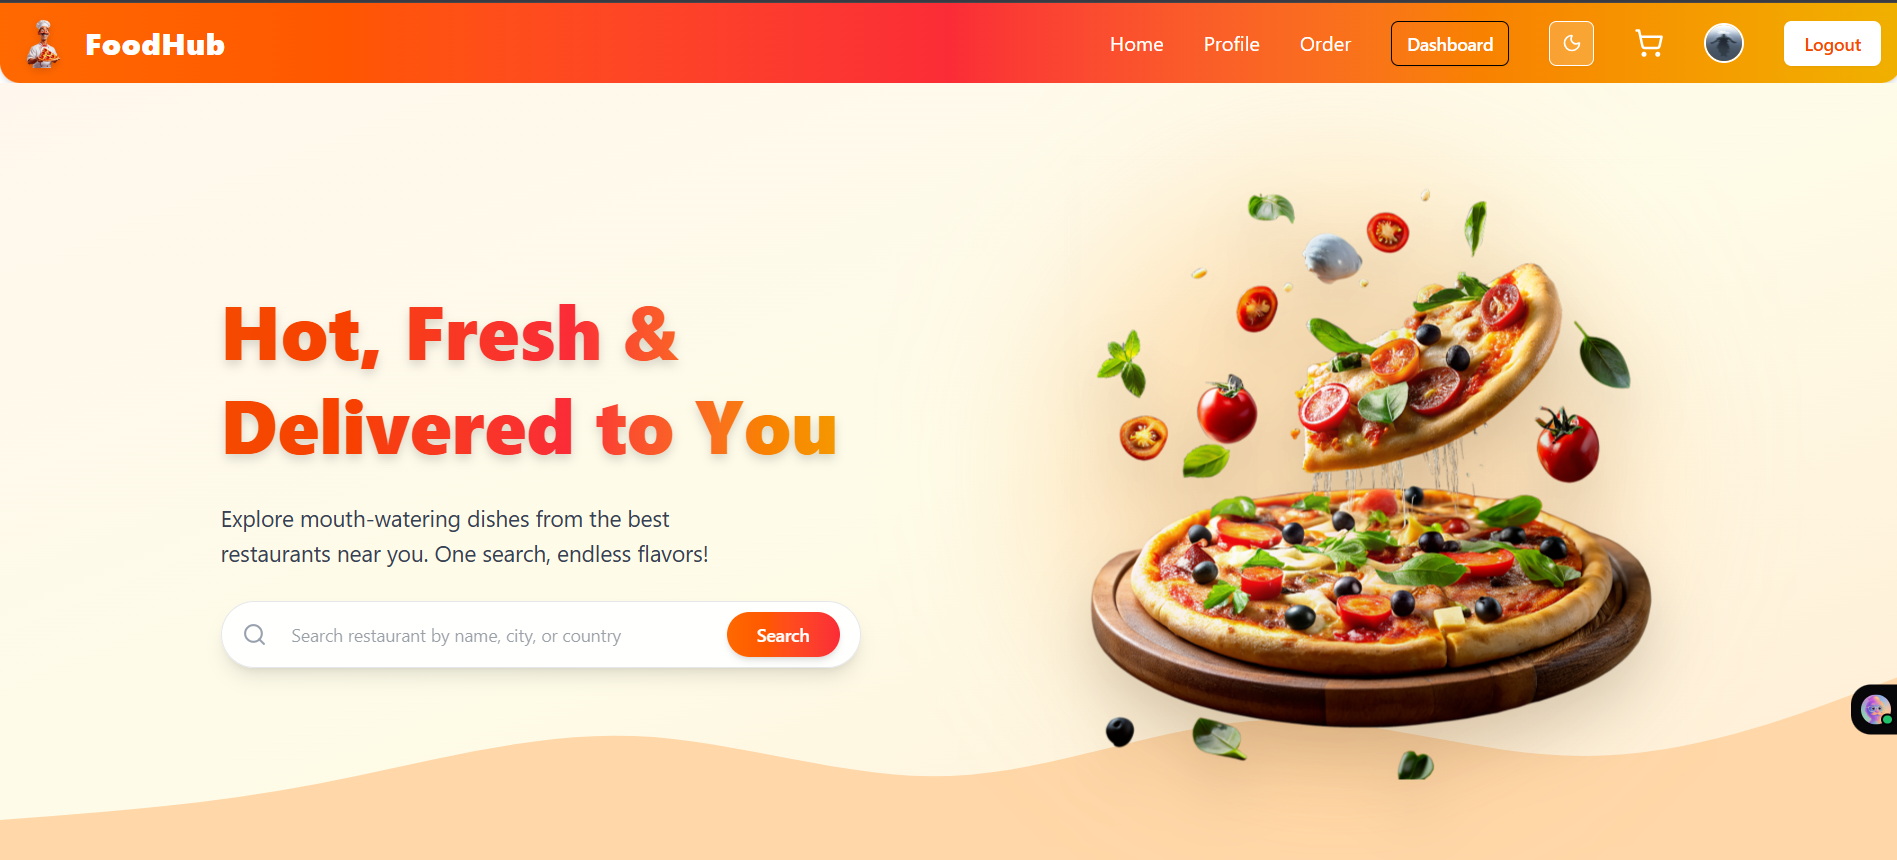 FoodHub
Home
Profile
Order
Dashboard
Logout
Hot, Fresh &
Delivered to You
Explore mouth-watering dishes from the best
restaurants near you. One search, endless flavors!
Search restaurant by name, city, or country
Search